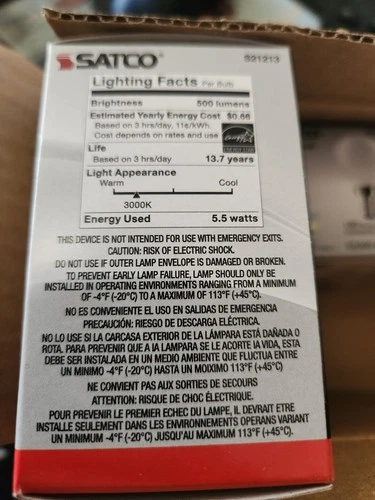 SATCO®
S21213
Lighting Facts Per Bulb
Brightness 500 lumens
Estimated Yearly Energy Cost $0.66
Based on 3 hrs/day, 11¢/kWh.
Cost depends on rates and use
ENERGY STAR
Life
Based on 3 hrs/day 13.7 years
Light Appearance
Warm Cool
3000K
Energy Used 5.5 watts
THIS DEVICE IS NOT INTENDED FOR USE WITH EMERGENCY EXITS.
CAUTION: RISK OF ELECTRIC SHOCK.
DO NOT USE IF OUTER LAMP ENVELOPE IS DAMAGED OR BROKEN.
TO PREVENT EARLY LAMP FAILURE, LAMP SHOULD ONLY BE
INSTALLED IN OPERATING ENVIRONMENTS RANGING FROM A MINIMUM
OF -4°F (-20°C) TO A MAXIMUM OF 113°F (+45°C).
NO ES CONVENIENTE EL USO EN SALIDAS DE EMERGENCIA
PRECAUCIÓN: RIESGO DE DESCARGA ELÉCTRICA.
NO LO USE SI LA CARCASA EXTERIOR DE LA LÁMPARA ESTÁ DAÑADA O
ROTA. PARA PREVENIR QUE A lA LAMPARA SE LE ACORTE lA VIDA, ESTA
DEBE SER INSTALADA EN UN MEDIO AMBIENTE QUE FLUCTUA ENTRE
UN MINIMO -4°F (-20°C) HASTA UN MOIXIMO 113°F (+45°C)
NE CONVIENT PAS AUX SORTIES DE SECOURS
ATTENTION: RISQUE DE CHOC ÉLECTRIQUE.
POUR PREVENIR LE PREMIER ECHEC DU LAMPE, IL DEVRAIT ETRE
INSTALLE SEULEMENT DANS LES ENVIRONNEMENTS OPERANS VARIANT
UN MINIMUM -4°F (-20°C) JUSQU'AU MAXIMUM 113°F (+45°C).